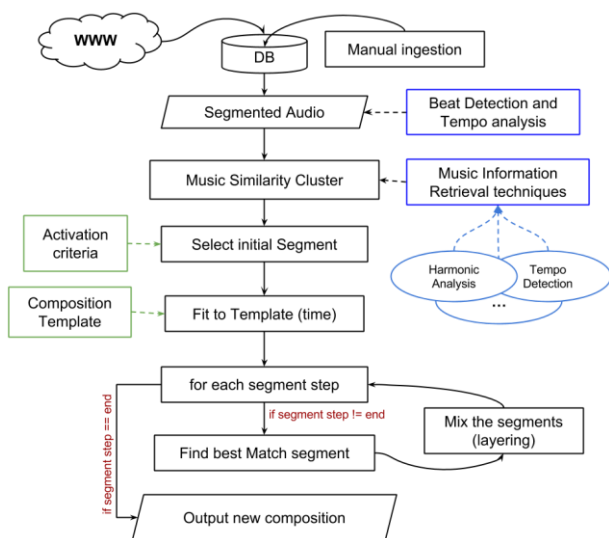 WWW
DB
Manual ingestion
Segmented Audio
Beat Detection and
Tempo analysis
Music Similarity Cluster
Music Information
Retrieval techniques
Activation
criteria
Select initial Segment
Harmonic
Analysis
Tempo
Detection
...
Composition
Template
Fit to Template (time)
for each segment step
if segment step != end
if segment step == end
Mix the segments
(layering)
Find best Match segment
Output new composition